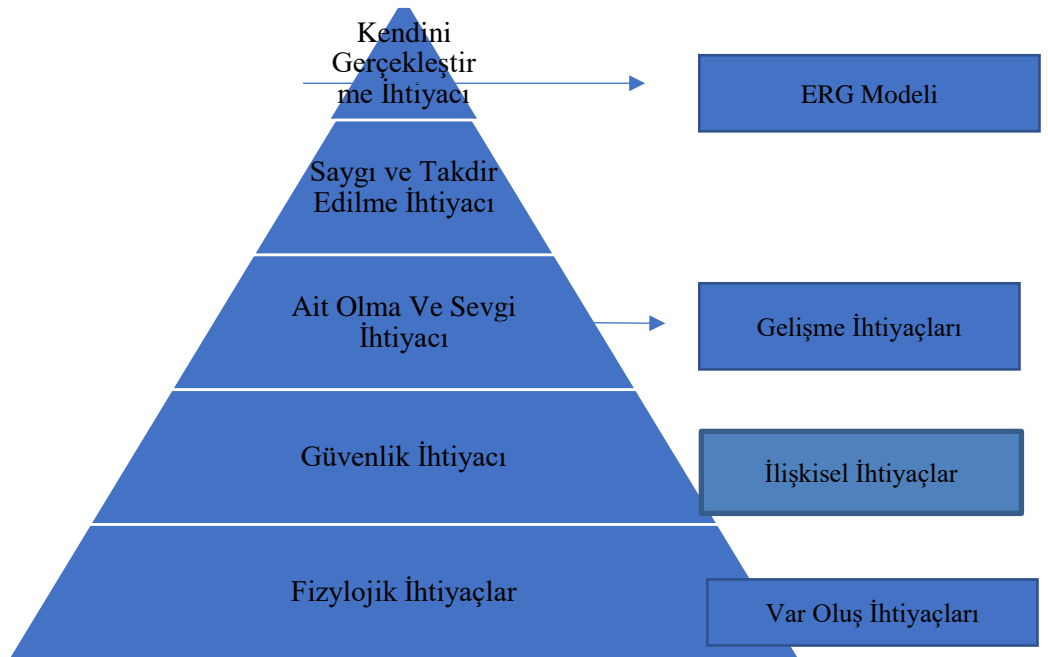 Kendini
Gerçekleştir
me İhtiyacı
ERG Modeli
Saygı ve Takdir
Edilme İhtiyacı
Ait Olma Ve Sevgi
İhtiyacı
Gelişme İhtiyaçları
Güvenlik İhtiyacı
İlişkisel İhtiyaçlar
Fizylojik İhtiyaçlar
Var Oluş İhtiyaçları